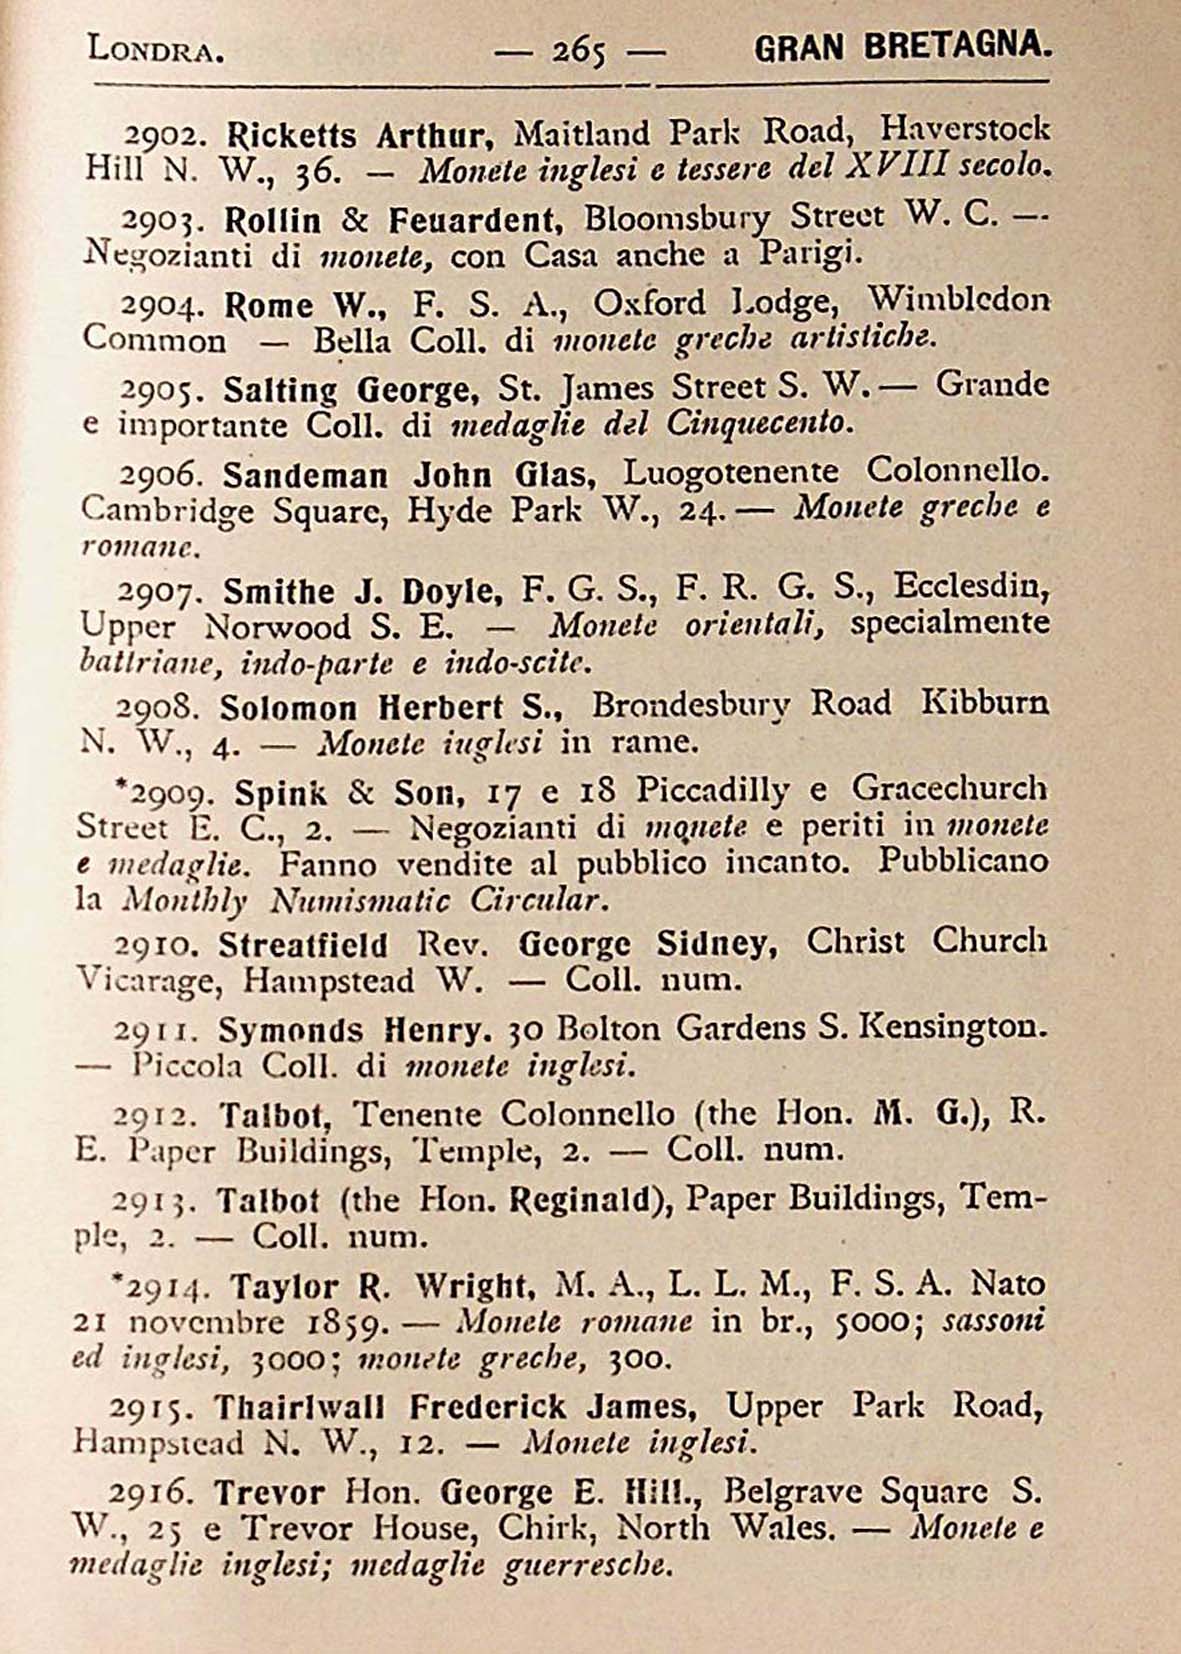 LONDRA. — 265 — GRAN BRETAGNA.
2902. Ricketts Arthur, Maitland Park Road, Haverstock
Hill N. W., 36. — Monete inglesi e tessere del XVIII secolo.
2903. Rollin & Feuardent, Bloomsbury Street W. C. —
Negozianti di monete, con Casa anche a Parigi.
2904. Rome W., F. S. A., Oxford Lodge, Wimbledon
Common — Bella Coll. di monete greche artistiche.
2905. Salting George, St. James Street S. W. — Grande
e importante Coll. di medaglie del Cinquecento.
2906. Sandeman John Glas, Luogotenente Colonnello.
Cambridge Square, Hyde Park W., 24. — Monete greche e
romane.
2907. Smithe J. Doyle, F. G. S., F. R. G. S., Ecclesdin,
Upper Norwood S. E. — Monete orientali, specialmente
battriane, indo-parte e indo-scite.
2908. Solomon Herbert S., Brondesbury Road Kibburn
N. W., 4. — Monete iuglesi in rame.
*2909. Spink & Son, 17 e 18 Piccadilly e Gracechurch
Street E. C., 2. — Negozianti di monete e periti in monete
e medaglie. Fanno vendite al pubblico incanto. Pubblicano
la Monthly Numismatic Circular.
2910. Streatfield Rev. George Sidney, Christ Church
Vicarage, Hampstead W. — Coll. num.
2911. Symonds Henry. 30 Bolton Gardens S. Kensington.
— Piccola Coll. di monete inglesi.
2912. Talbot, Tenente Colonnello (the Hon. M. G.), R.
E. Paper Buildings, Temple, 2. — Coll. num.
2913. Talbot (the Hon. Reginald), Paper Buildings, Tem-
ple, 2. — Coll. num.
*2914. Taylor R. Wright, M. A., L. L. M., F. S. A. Nato
21 novembre 1859. — Monete romane in br., 5000; sassoni
ed inglesi, 3000; monete greche, 300.
2915. Thairlwall Frederick James, Upper Park Road,
Hampstead N. W., 12. — Monete inglesi.
2916. Trevor Hon. George E. Hill., Belgrave Square S.
W., 25 e Trevor House, Chirk, North Wales. — Monete e
medaglie inglesi; medaglie guerresche.